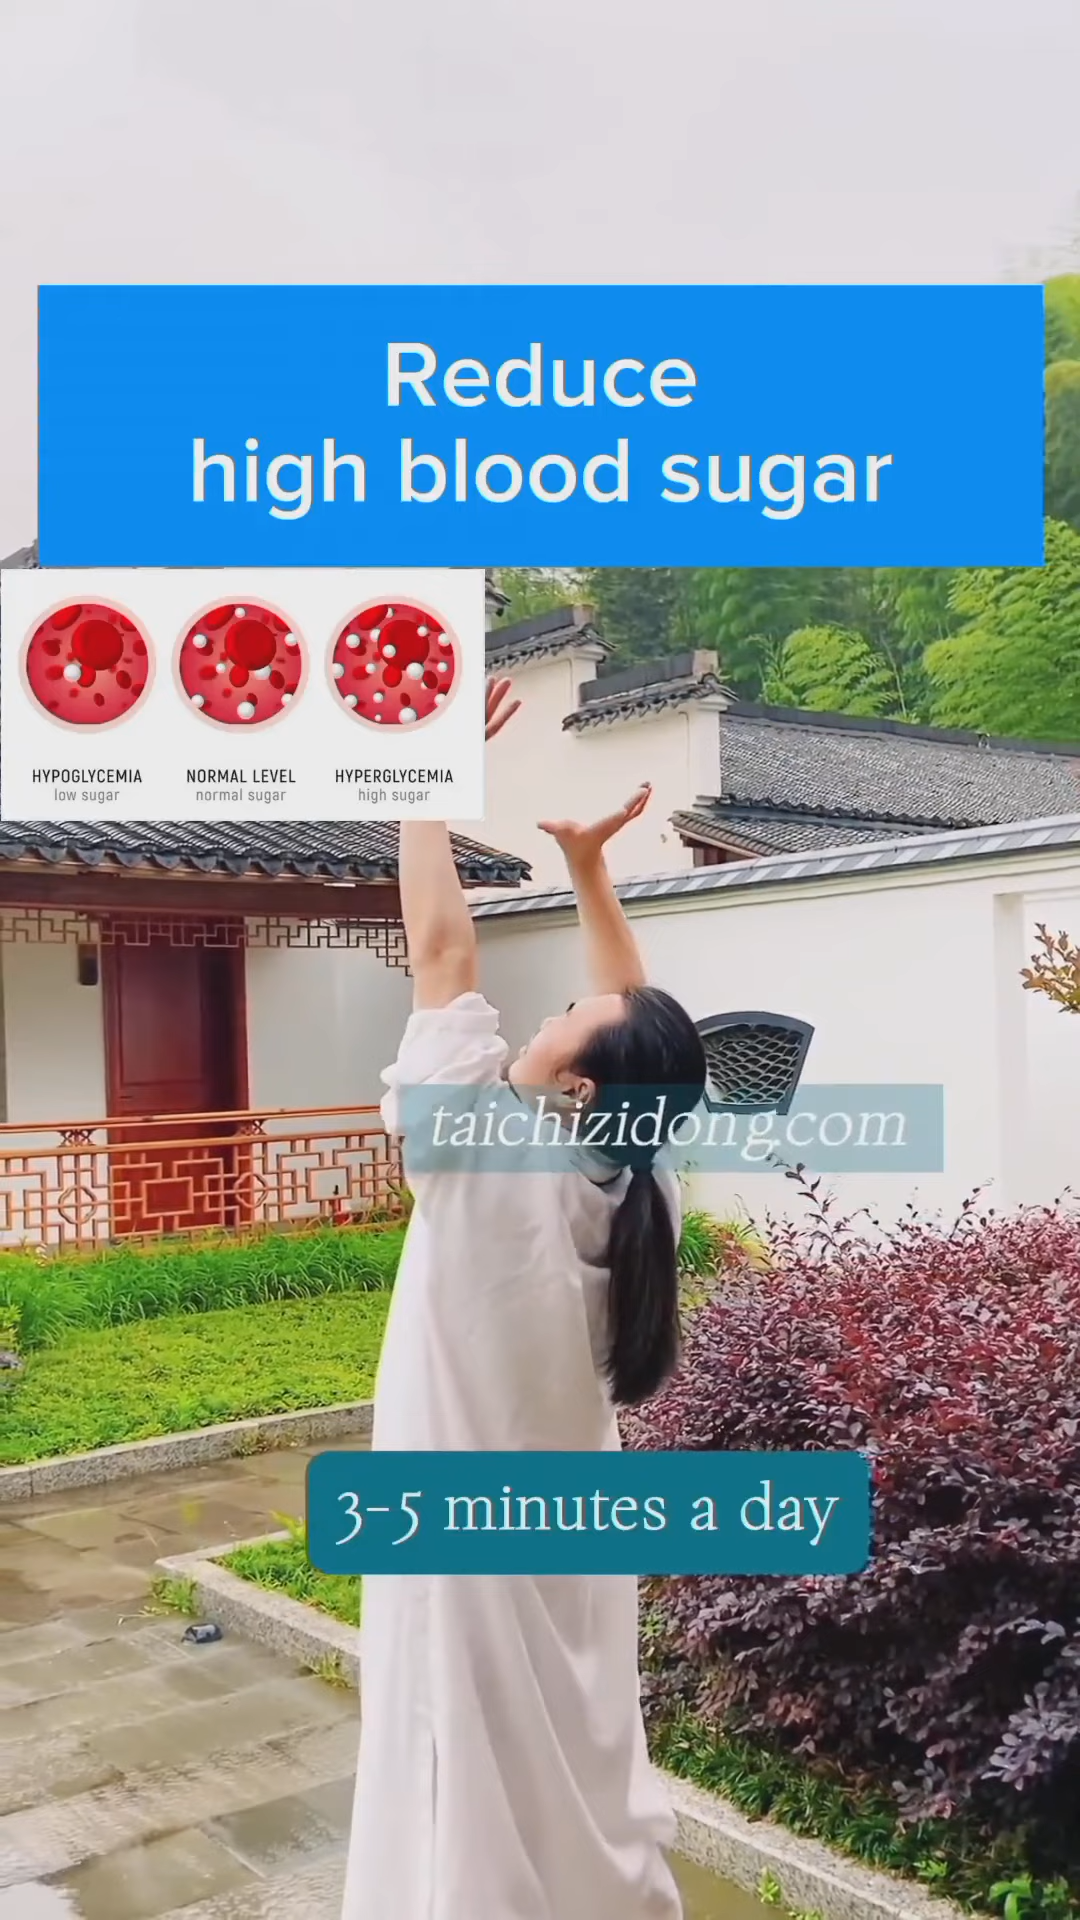 Reduce
high blood sugar
HYPOGLYCEMIA
low sugar
NORMAL LEVEL
normal sugar
HYPERGLYCEMIA
high sugar
taichizidong.com
3-5 minutes a day